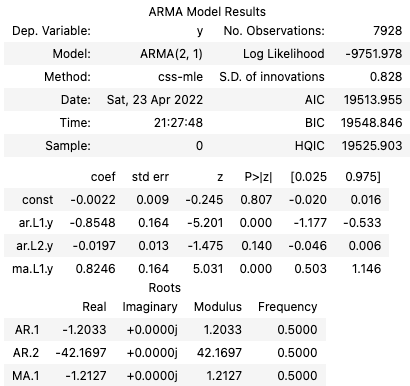 ARMA Model Results
Dep. Variable: y No. Observations: 7928
Model: ARMA(2, 1) Log Likelihood -9751.978
Method: css-mle S.D. of innovations 0.828
Date: Sat, 23 Apr 2022 AIC 19513.955
Time: 21:27:48 BIC 19548.846
Sample: 0 HQIC 19525.903
coef std err z P>|z| [0.025 0.975]
const -0.0022 0.009 -0.245 0.807 -0.020 0.016
ar.L1.y -0.8548 0.164 -5.201 0.000 -1.177 -0.533
ar.L2.y -0.0197 0.013 -1.475 0.140 -0.046 0.006
ma.L1.y 0.8246 0.164 5.031 0.000 0.503 1.146
Roots
Real Imaginary Modulus Frequency
AR.1 -1.2033 +0.0000j 1.2033 0.5000
AR.2 -42.1697 +0.0000j 42.1697 0.5000
MA.1 -1.2127 +0.0000j 1.2127 0.5000